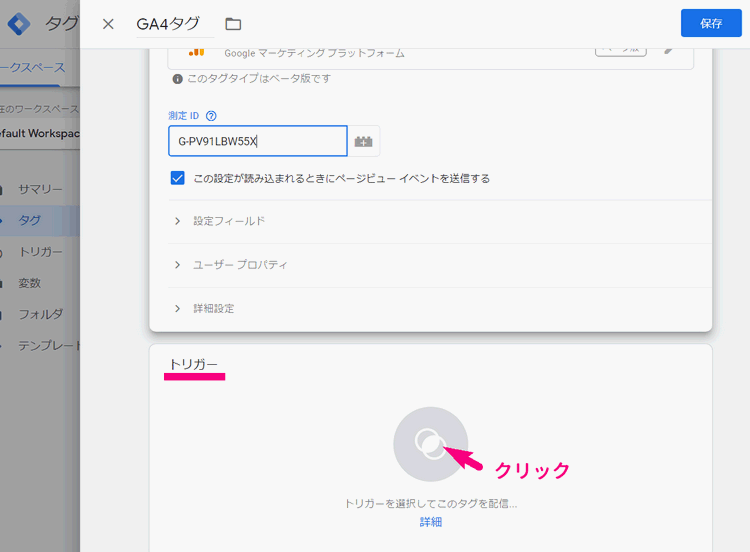 タグ
GA4タグ
保存
ークスペース
Google マーケティング プラットフォーム
このタグタイプはベータ版です
在のワークスペース
efault Workspac
測定 ID
G-PV91LBW55X
この設定が読み込まれるときにページビュー イベントを送信する
サマリー
タグ
設定フィールド
トリガー
ユーザー プロパティ
変数
詳細設定
フォルダ
テンプレート
トリガー
クリック
トリガーを選択してこのタグを配信...
詳細